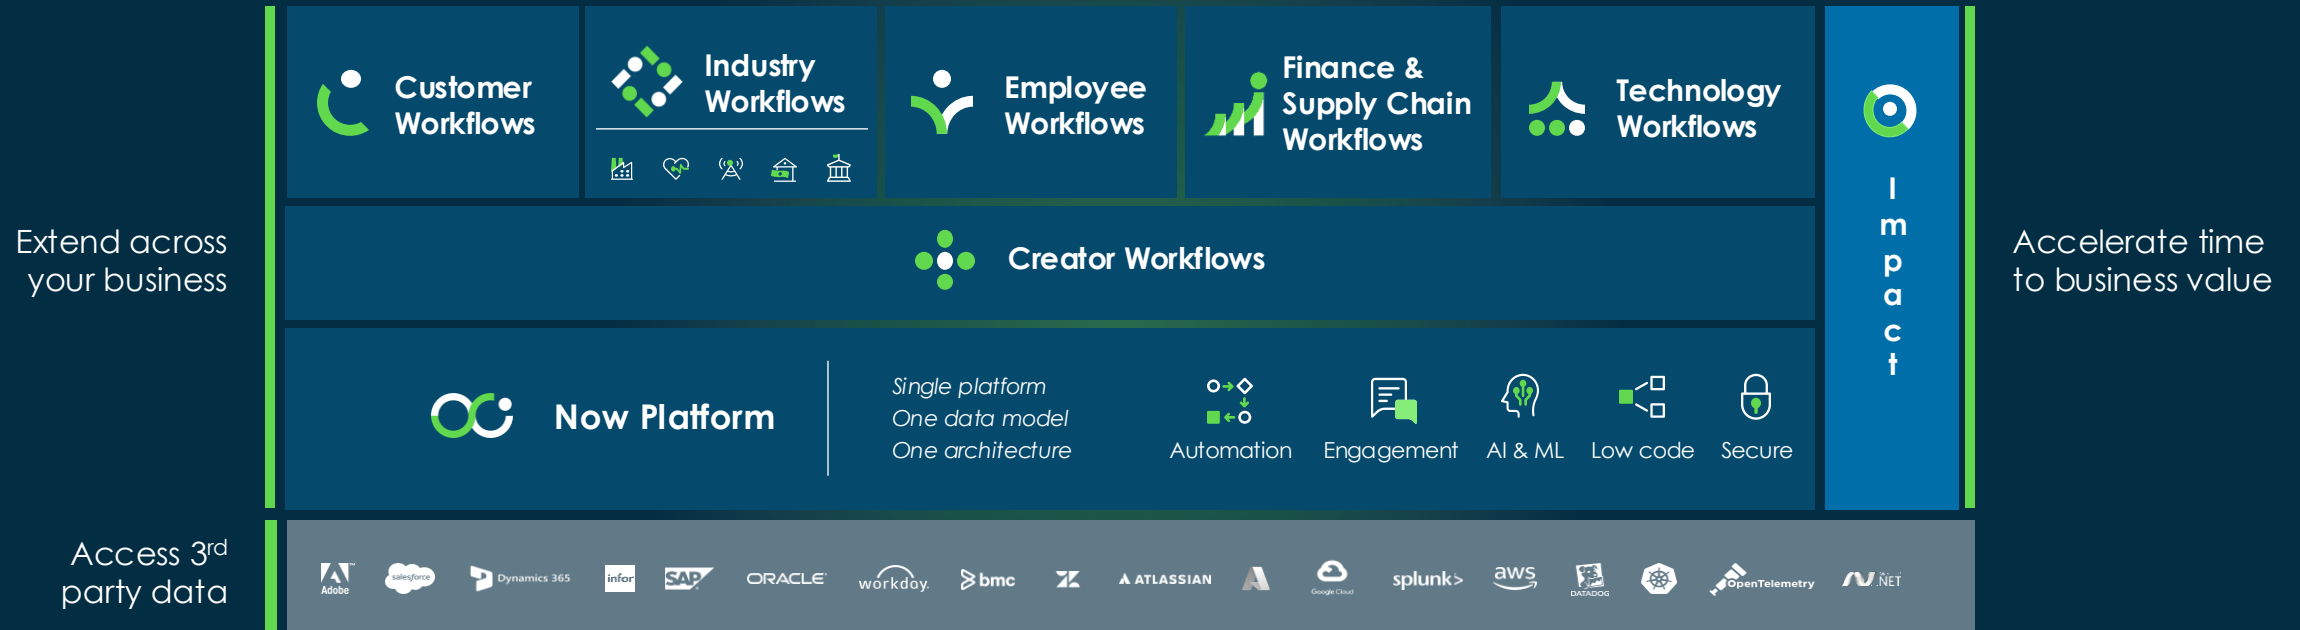 Customer
Workflows
Industry
Workflows
Employee
Workflows
Finance &
Supply Chain
Workflows
Technology
Workflows
Impact
Extend across
your business
Creator Workflows
Accelerate time
to business value
Now Platform
Single platform
One data model
One architecture
Automation
Engagement
AI & ML
Low code
Secure
Access 3rd
party data
Adobe
salesforce
Dynamics 365
infor
SAP
ORACLE
workday.
bmc
ATLASSIAN
Google Cloud
splunk>
aws
DATADOG
OpenTelemetry
.NET